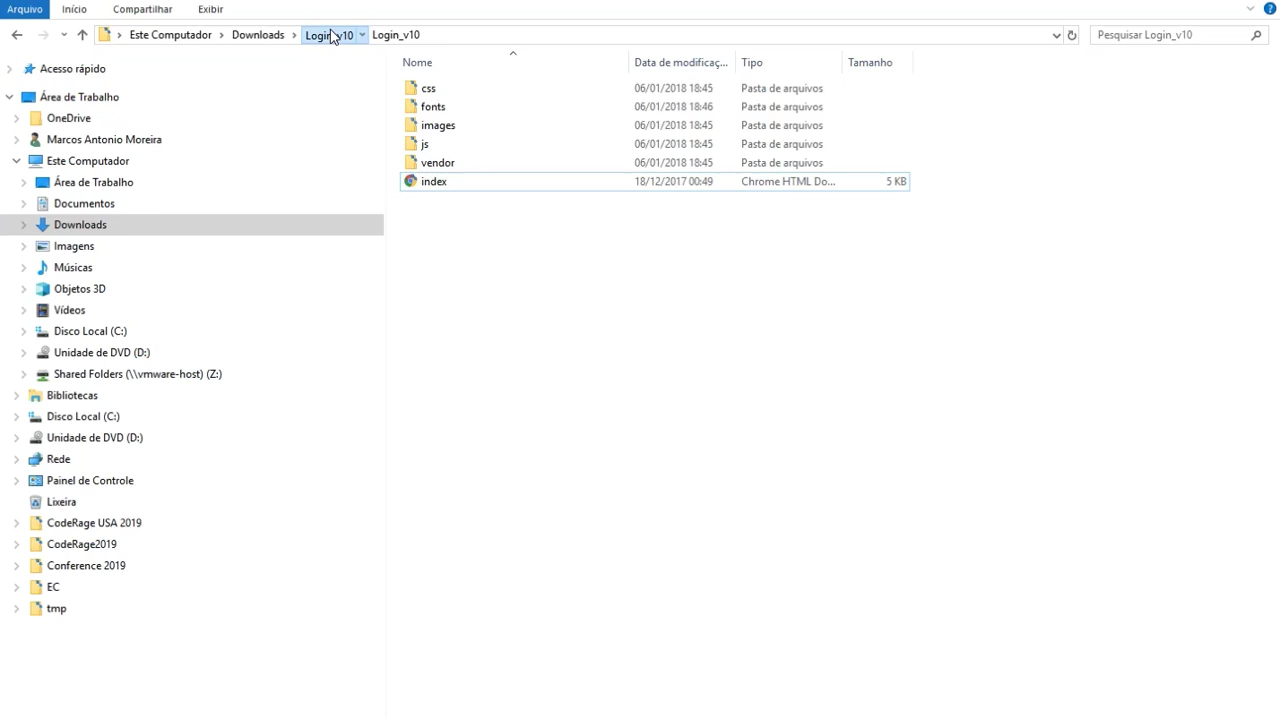 Arquivo Início Compartilhar Exibir
Este Computador Downloads Login_v10 Login_v10 Pesquisar Login_v10
Nome Data de modificaç... Tipo Tamanho
Acesso rápido
Área de Trabalho
OneDrive
Marcos Antonio Moreira
Este Computador
Área de Trabalho
Documentos
Downloads
Imagens
Músicas
Objetos 3D
Vídeos
Disco Local (C:)
Unidade de DVD (D:)
Shared Folders (\\vmware-host) (Z:)
Bibliotecas
Disco Local (C:)
Unidade de DVD (D:)
Rede
Painel de Controle
Lixeira
CodeRage USA 2019
CodeRage2019
Conference 2019
EC
tmp
css 06/01/2018 18:45 Pasta de arquivos
fonts 06/01/2018 18:46 Pasta de arquivos
images 06/01/2018 18:45 Pasta de arquivos
js 06/01/2018 18:45 Pasta de arquivos
vendor 06/01/2018 18:45 Pasta de arquivos
index 18/12/2017 00:49 Chrome HTML Do... 5 KB